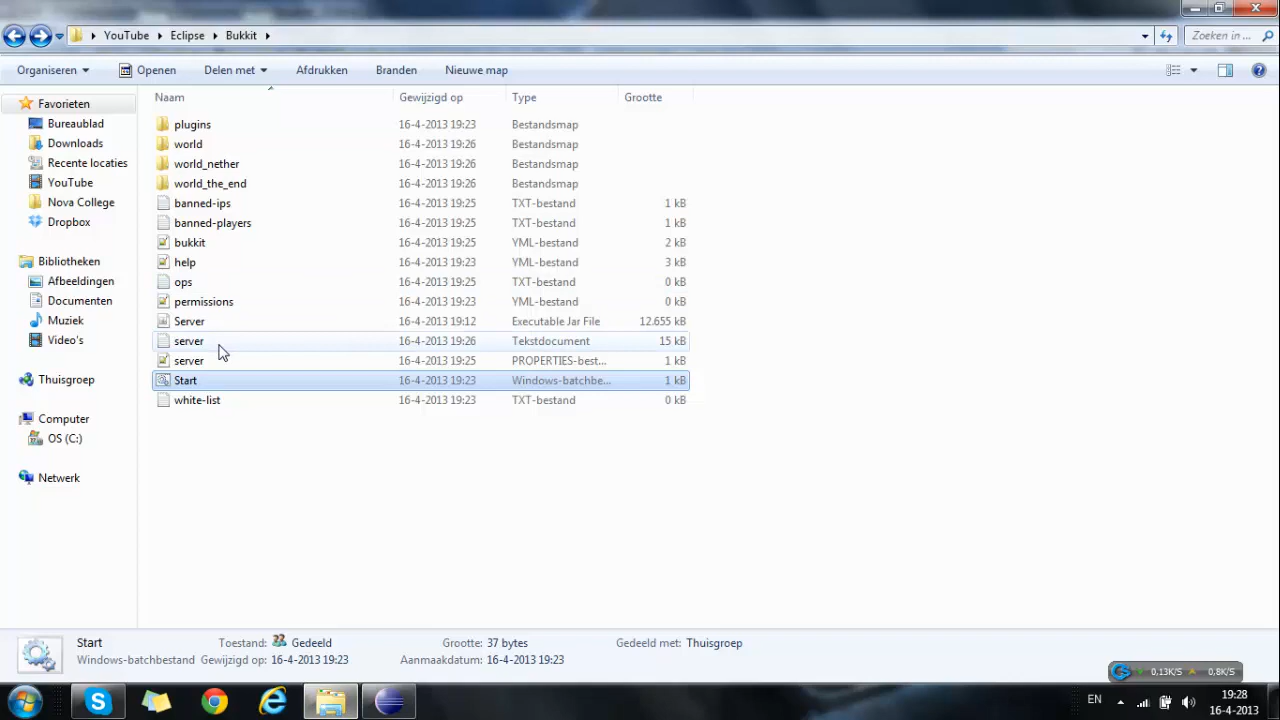 YouTube Eclipse Bukkit Zoeken in ...
Organiseren Openen Delen met Afdrukken Branden Nieuwe map
Naam Gewijzigd op Type Grootte
plugins 16-4-2013 19:23 Bestandsmap
world 16-4-2013 19:26 Bestandsmap
world_nether 16-4-2013 19:26 Bestandsmap
world_the_end 16-4-2013 19:26 Bestandsmap
banned-ips 16-4-2013 19:25 TXT-bestand 1 kB
banned-players 16-4-2013 19:25 TXT-bestand 1 kB
bukkit 16-4-2013 19:25 YML-bestand 2 kB
help 16-4-2013 19:23 YML-bestand 3 kB
ops 16-4-2013 19:25 TXT-bestand 0 kB
permissions 16-4-2013 19:23 YML-bestand 0 kB
Server 16-4-2013 19:12 Executable Jar File 12.655 kB
server 16-4-2013 19:26 Tekstdocument 15 kB
server 16-4-2013 19:25 PROPERTIES-best... 1 kB
Start 16-4-2013 19:23 Windows-batchbe... 1 kB
white-list 16-4-2013 19:23 TXT-bestand 0 kB
Favorieten
Bureaublad
Downloads
Recente locaties
YouTube
Nova College
Dropbox
Bibliotheken
Afbeeldingen
Documenten
Muziek
Video's
Thuisgroep
Computer
OS (C:)
Netwerk
Start Toestand: Gedeeld Grootte: 37 bytes Gedeeld met: Thuisgroep
Windows-batchbestand Gewijzigd op: 16-4-2013 19:23 Aanmaakdatum: 16-4-2013 19:23
0,13K/S 0,8K/S
EN 19:28
16-4-2013